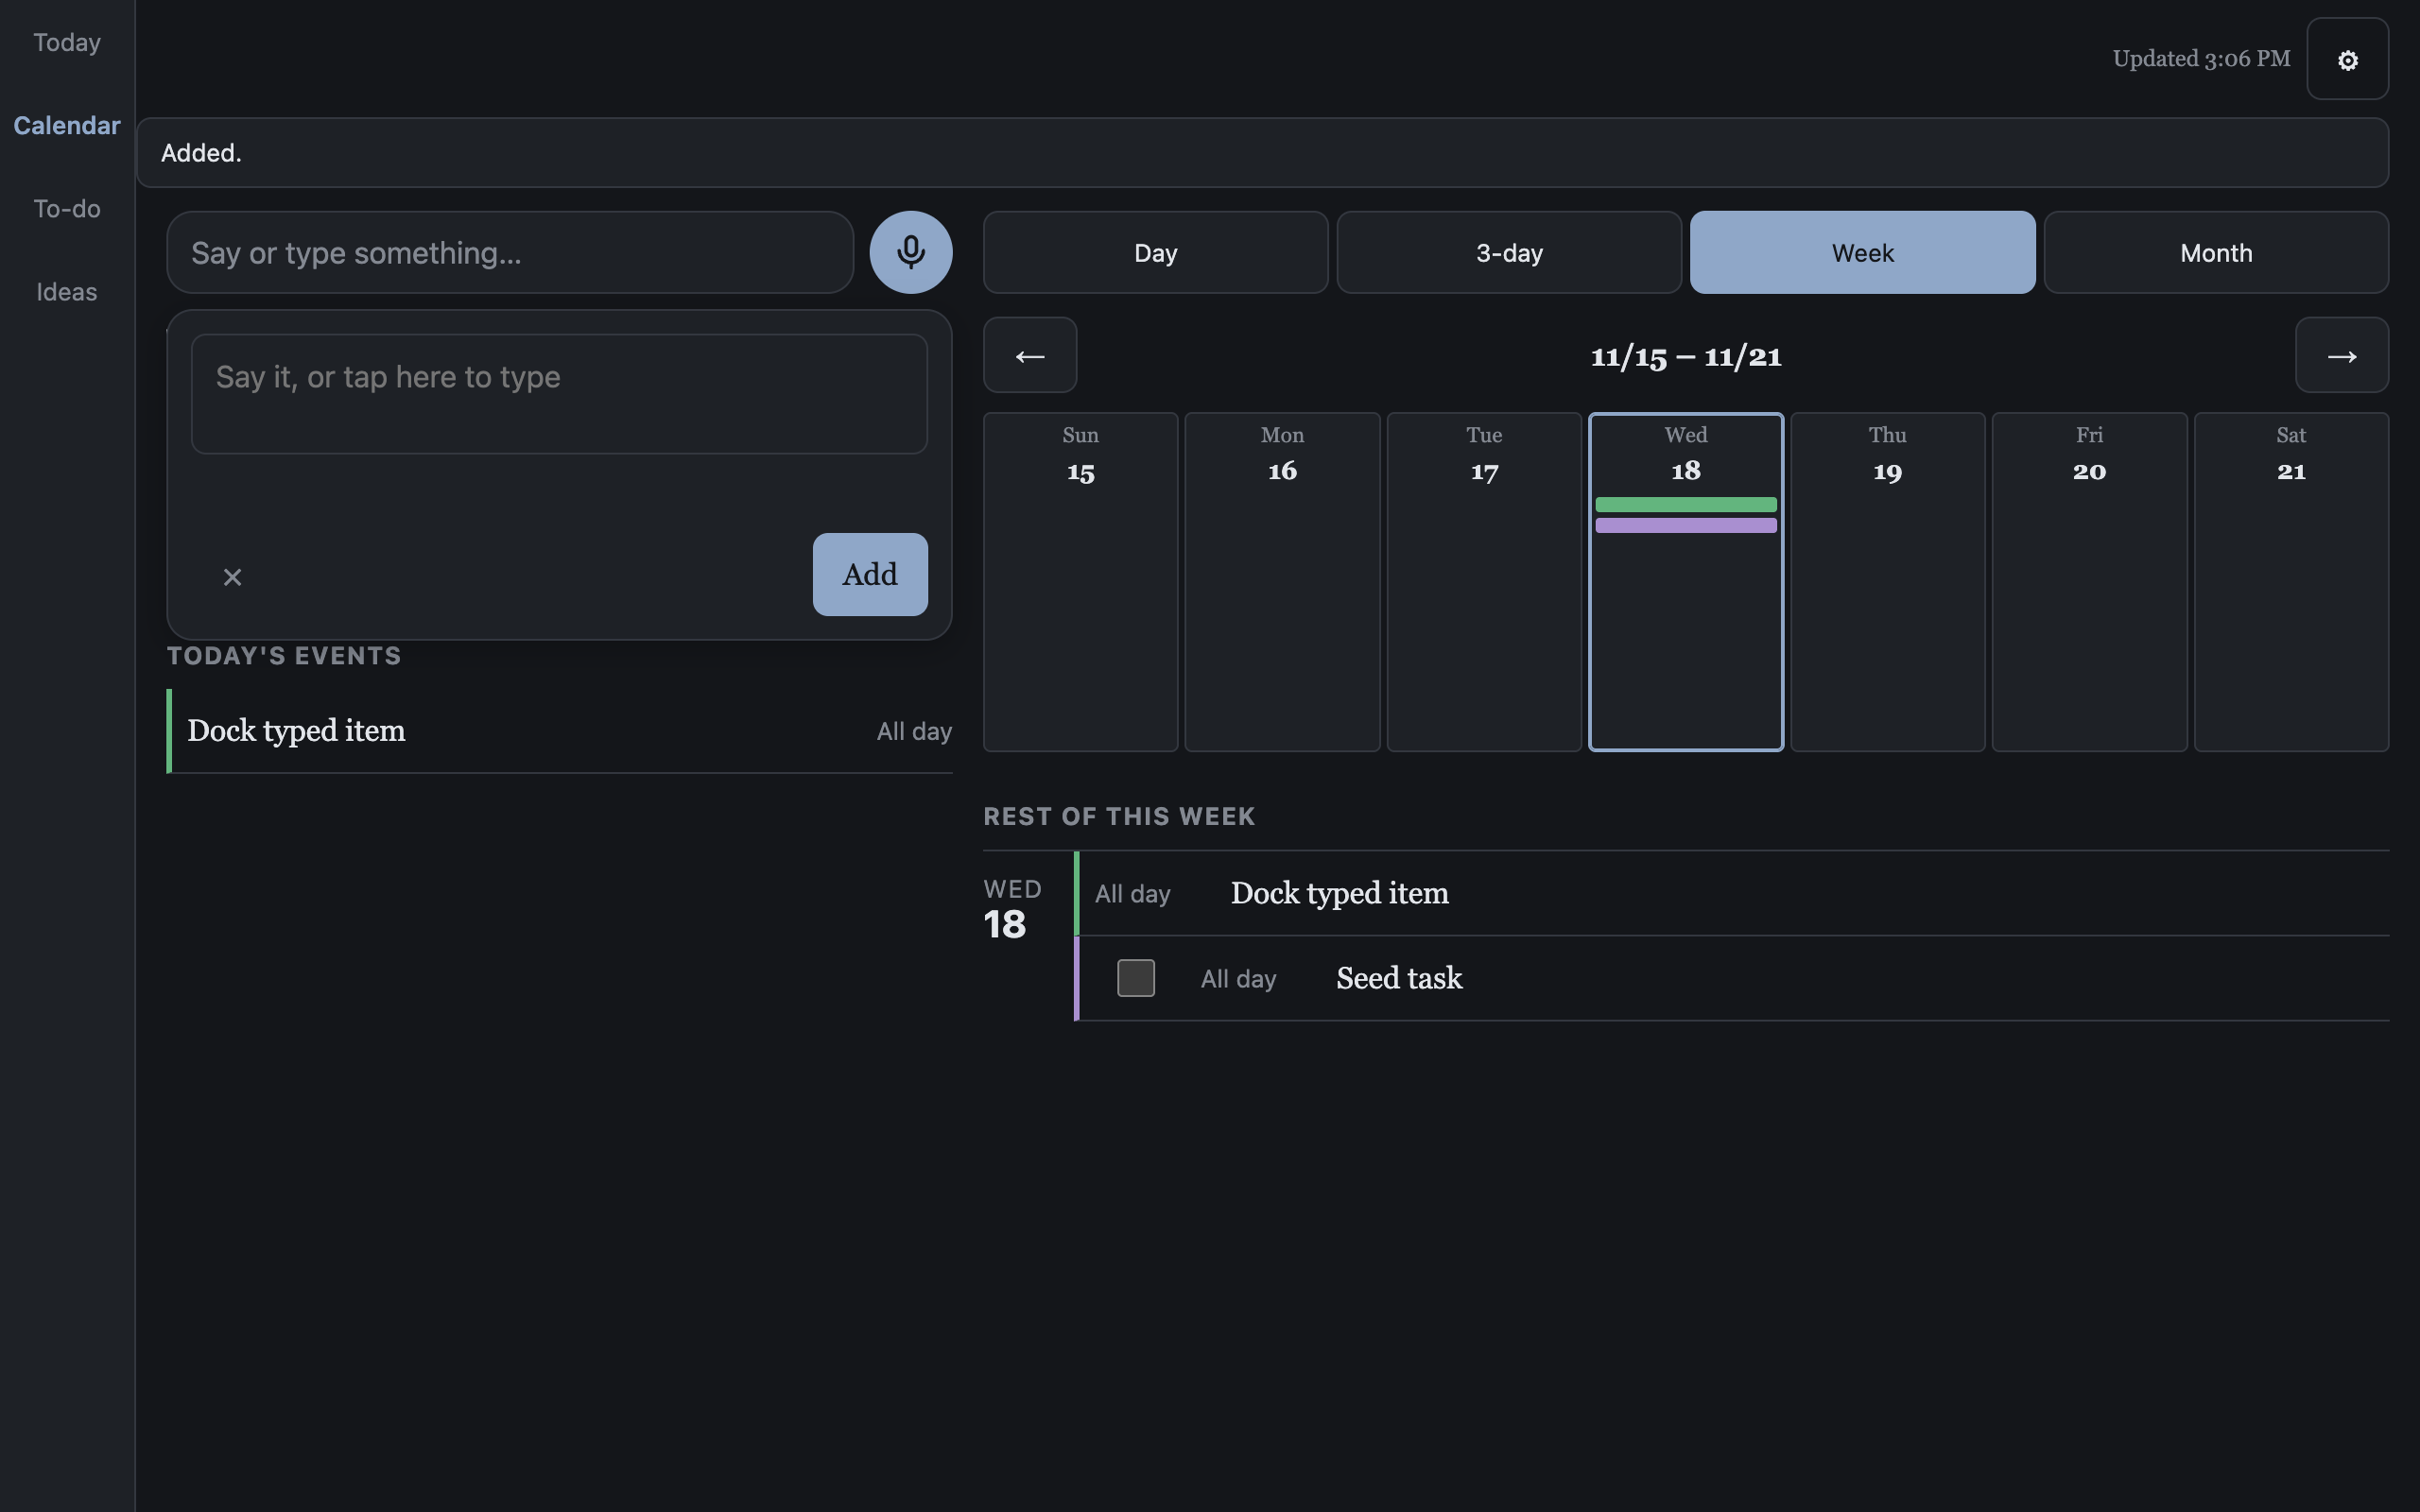 Today
Calendar
To-do
Ideas
Updated 3:06 PM
Added.
Say or type something...
Say it, or tap here to type
Add
TODAY'S EVENTS
Dock typed item All day
Day 3-day Week Month
← 11/15 – 11/21 →
Sun Mon Tue Wed Thu Fri Sat
15 16 17 18 19 20 21
REST OF THIS WEEK
WED
18
All day Dock typed item
All day Seed task